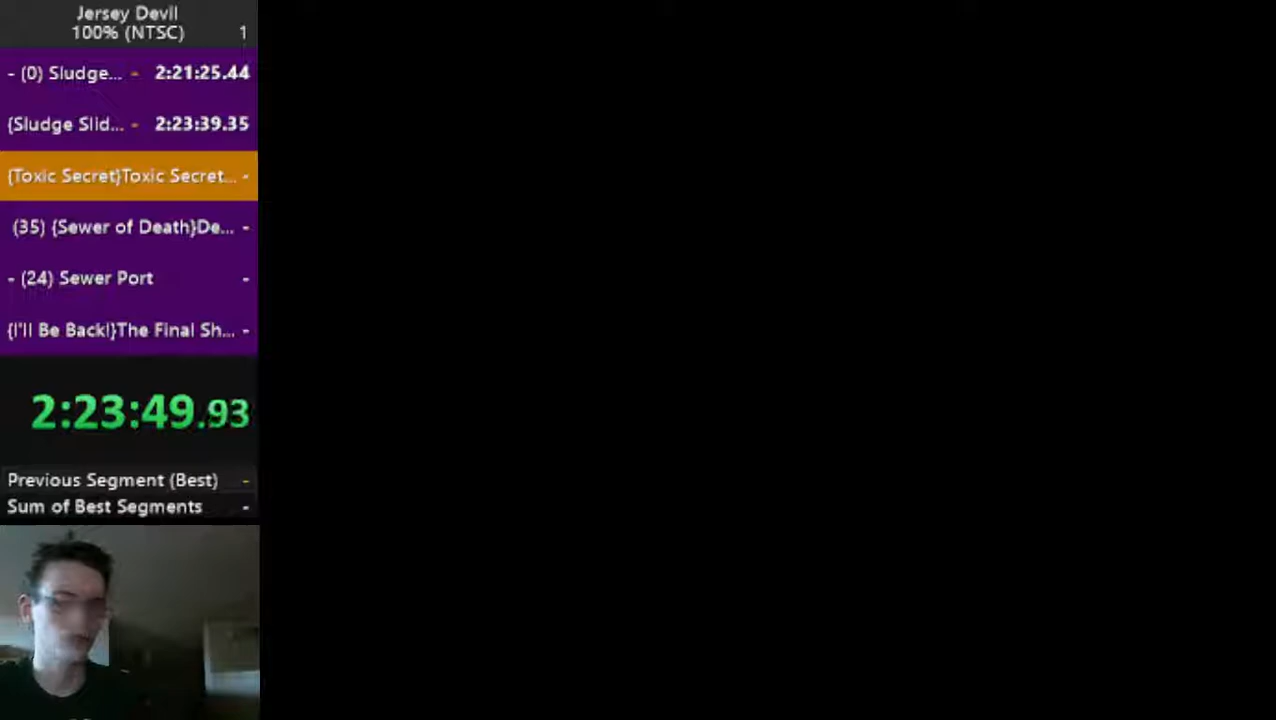 Jersey Devil
100% (NTSC) 1
- (0) Sludge... - 2:21:25.44
{Sludge Slid... - 2:23:39.35
{Toxic Secret}Toxic Secret... -
(35) {Sewer of Death}De... -
- (24) Sewer Port -
{I'll Be Back!}The Final Sh... -
2:23:49.93
Previous Segment (Best) -
Sum of Best Segments -